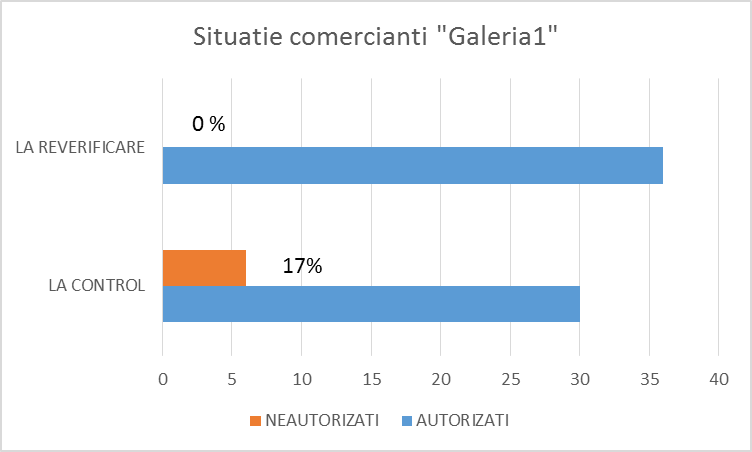 Situatie comercianti "Galeria1"
0 %
LA REVERIFICARE
17%
LA CONTROL
0 5 10 15 20 25 30 35 40
NEAUTORIZATI AUTORIZATI